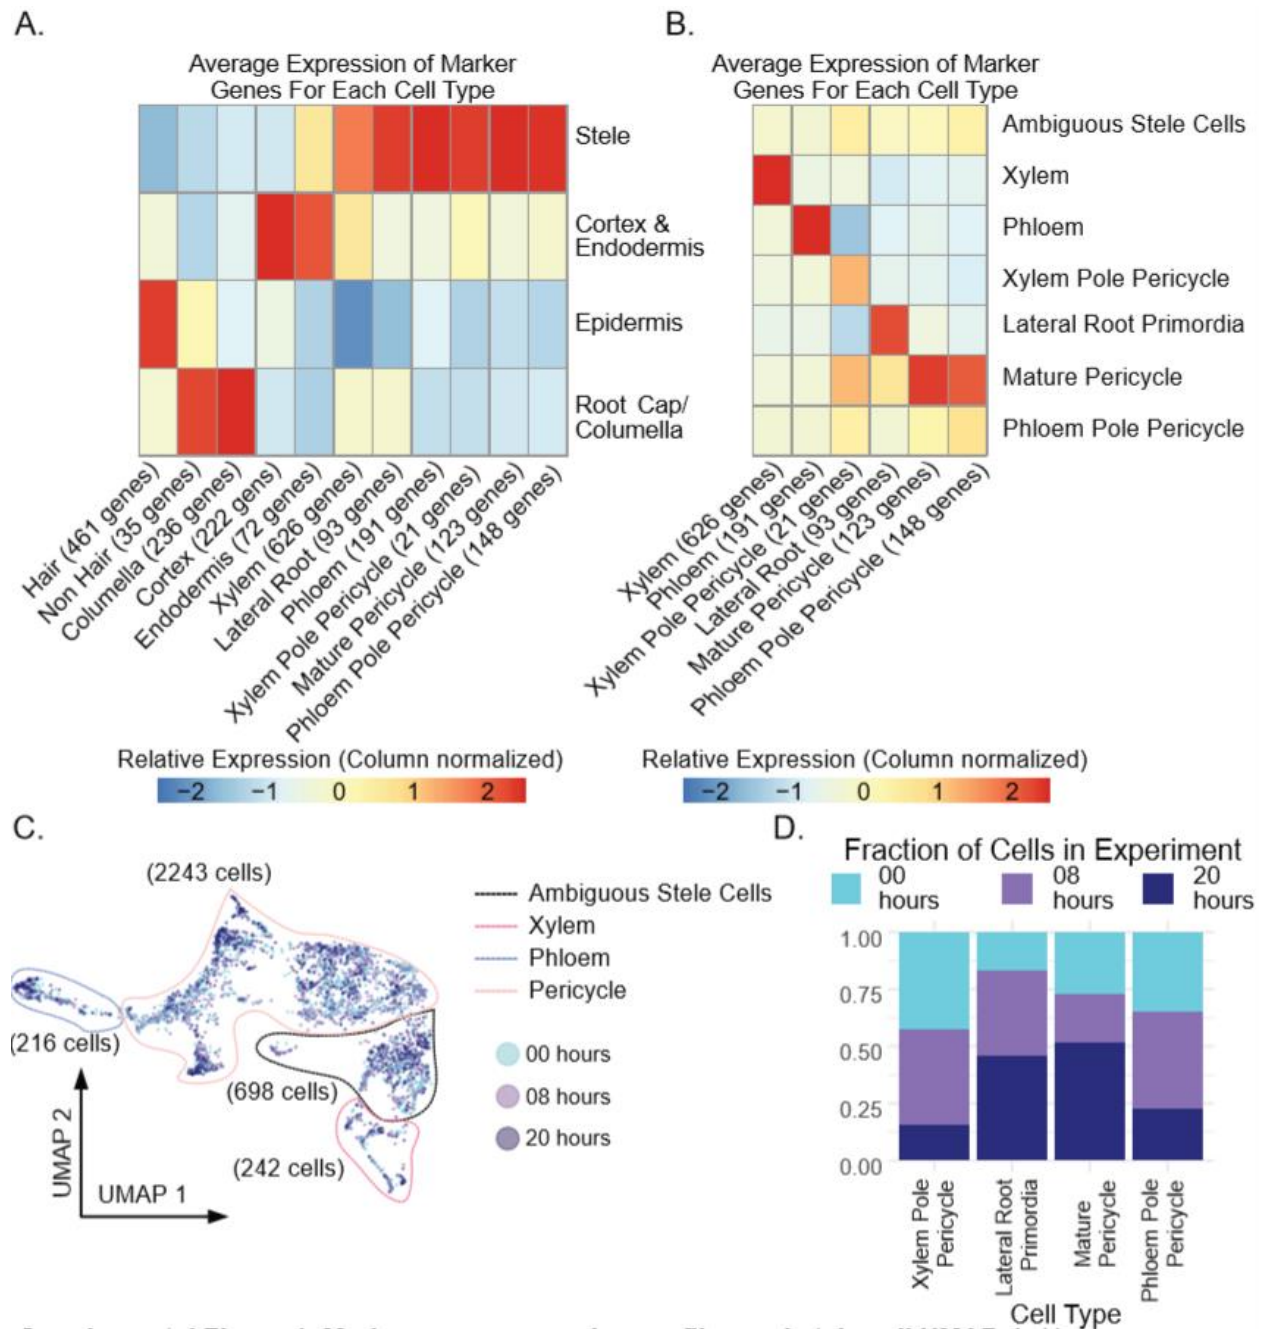 A.
Average Expression of Marker
Genes For Each Cell Type
Stele
Cortex &
Endodermis
Epidermis
Root Cap/
Columella
Hair (461 genes)
Non Hair (35 genes)
Columella (236 genes)
Cortex (222 gens)
Endodermis (72 genes)
Xylem (626 genes)
Lateral Root (93 genes)
Phloem (191 genes)
Xylem Pole Pericycle (21 genes)
Mature Pericycle (123 genes)
Phloem Pole Pericycle (148 genes)
Relative Expression (Column normalized)
−2 −1 0 1 2
B.
Average Expression of Marker
Genes For Each Cell Type
Ambiguous Stele Cells
Xylem
Phloem
Xylem Pole Pericycle
Lateral Root Primordia
Mature Pericycle
Phloem Pole Pericycle
Xylem (626 genes)
Phloem (191 genes)
Xylem Pole Pericycle (21 genes)
Lateral Root (93 genes)
Mature Pericycle (123 genes)
Phloem Pole Pericycle (148 genes)
Relative Expression (Column normalized)
−2 −1 0 1 2
C.
(2243 cells)
(216 cells)
(698 cells)
(242 cells)
UMAP 2
UMAP 1
Ambiguous Stele Cells
Xylem
Phloem
Pericycle
00 hours
08 hours
20 hours
D.
Fraction of Cells in Experiment
00 hours
08 hours
20 hours
1.00
0.75
0.50
0.25
0.00
Xylem Pole
Pericycle
Lateral Root
Primordia
Mature
Pericycle
Phloem Pole
Pericycle
Cell Type